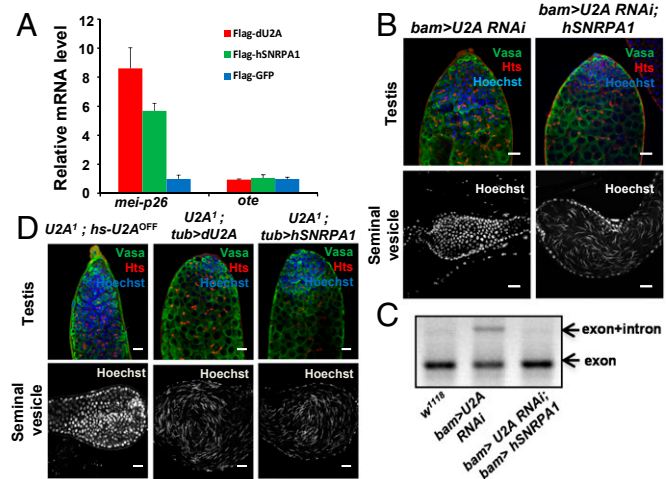 A
Relative mRNA level
12
10
8
6
4
2
0
Flag-dU2A
Flag-hSNRPA1
Flag-GFP
mei-p26
ote
B
bam>U2A RNAi
bam>U2A RNAi;
hSNRPA1
Testis
Vasa
Hts
Hoechst
Vasa
Hts
Hoechst
Seminal
vesicle
Hoechst
Hoechst
C
exon+intron
exon
w1118
bam>U2A
RNAi
bam> U2A RNAi;
bam> hSNRPA1
D
U2A1 ; hs-U2AOFF
U2A1 ;
tub>dU2A
U2A1 ;
tub>hSNRPA1
Testis
Vasa
Hts
Hoechst
Vasa
Hts
Hoechst
Vasa
Hts
Hoechst
Seminal
vesicle
Hoechst
Hoechst
Hoechst